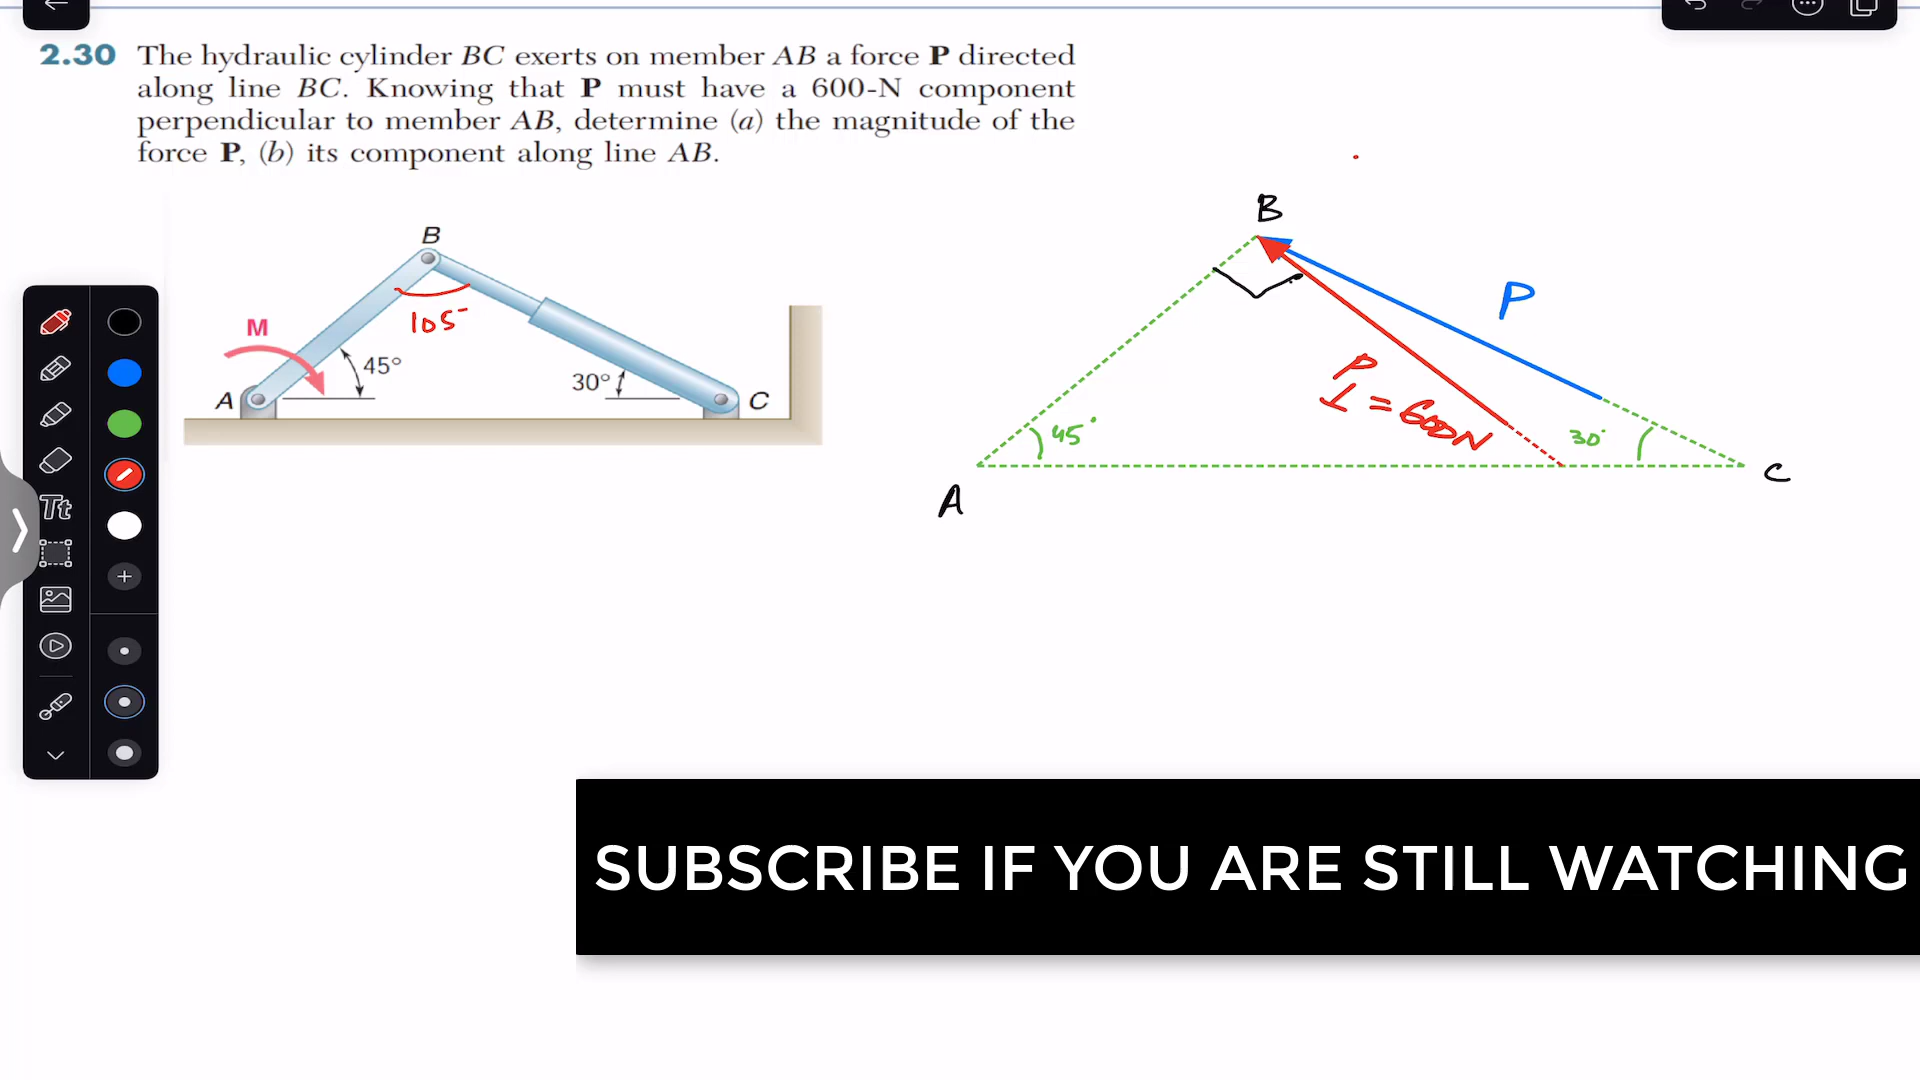 2.30 The hydraulic cylinder BC exerts on member AB a force P directed
along line BC. Knowing that P must have a 600-N component
perpendicular to member AB, determine (a) the magnitude of the
force P, (b) its component along line AB.
B
M
105°
45°
30°
A
C
B
P
P
⊥ = 600N
45°
30°
A
C
Tt
SUBSCRIBE IF YOU ARE STILL WATCHING